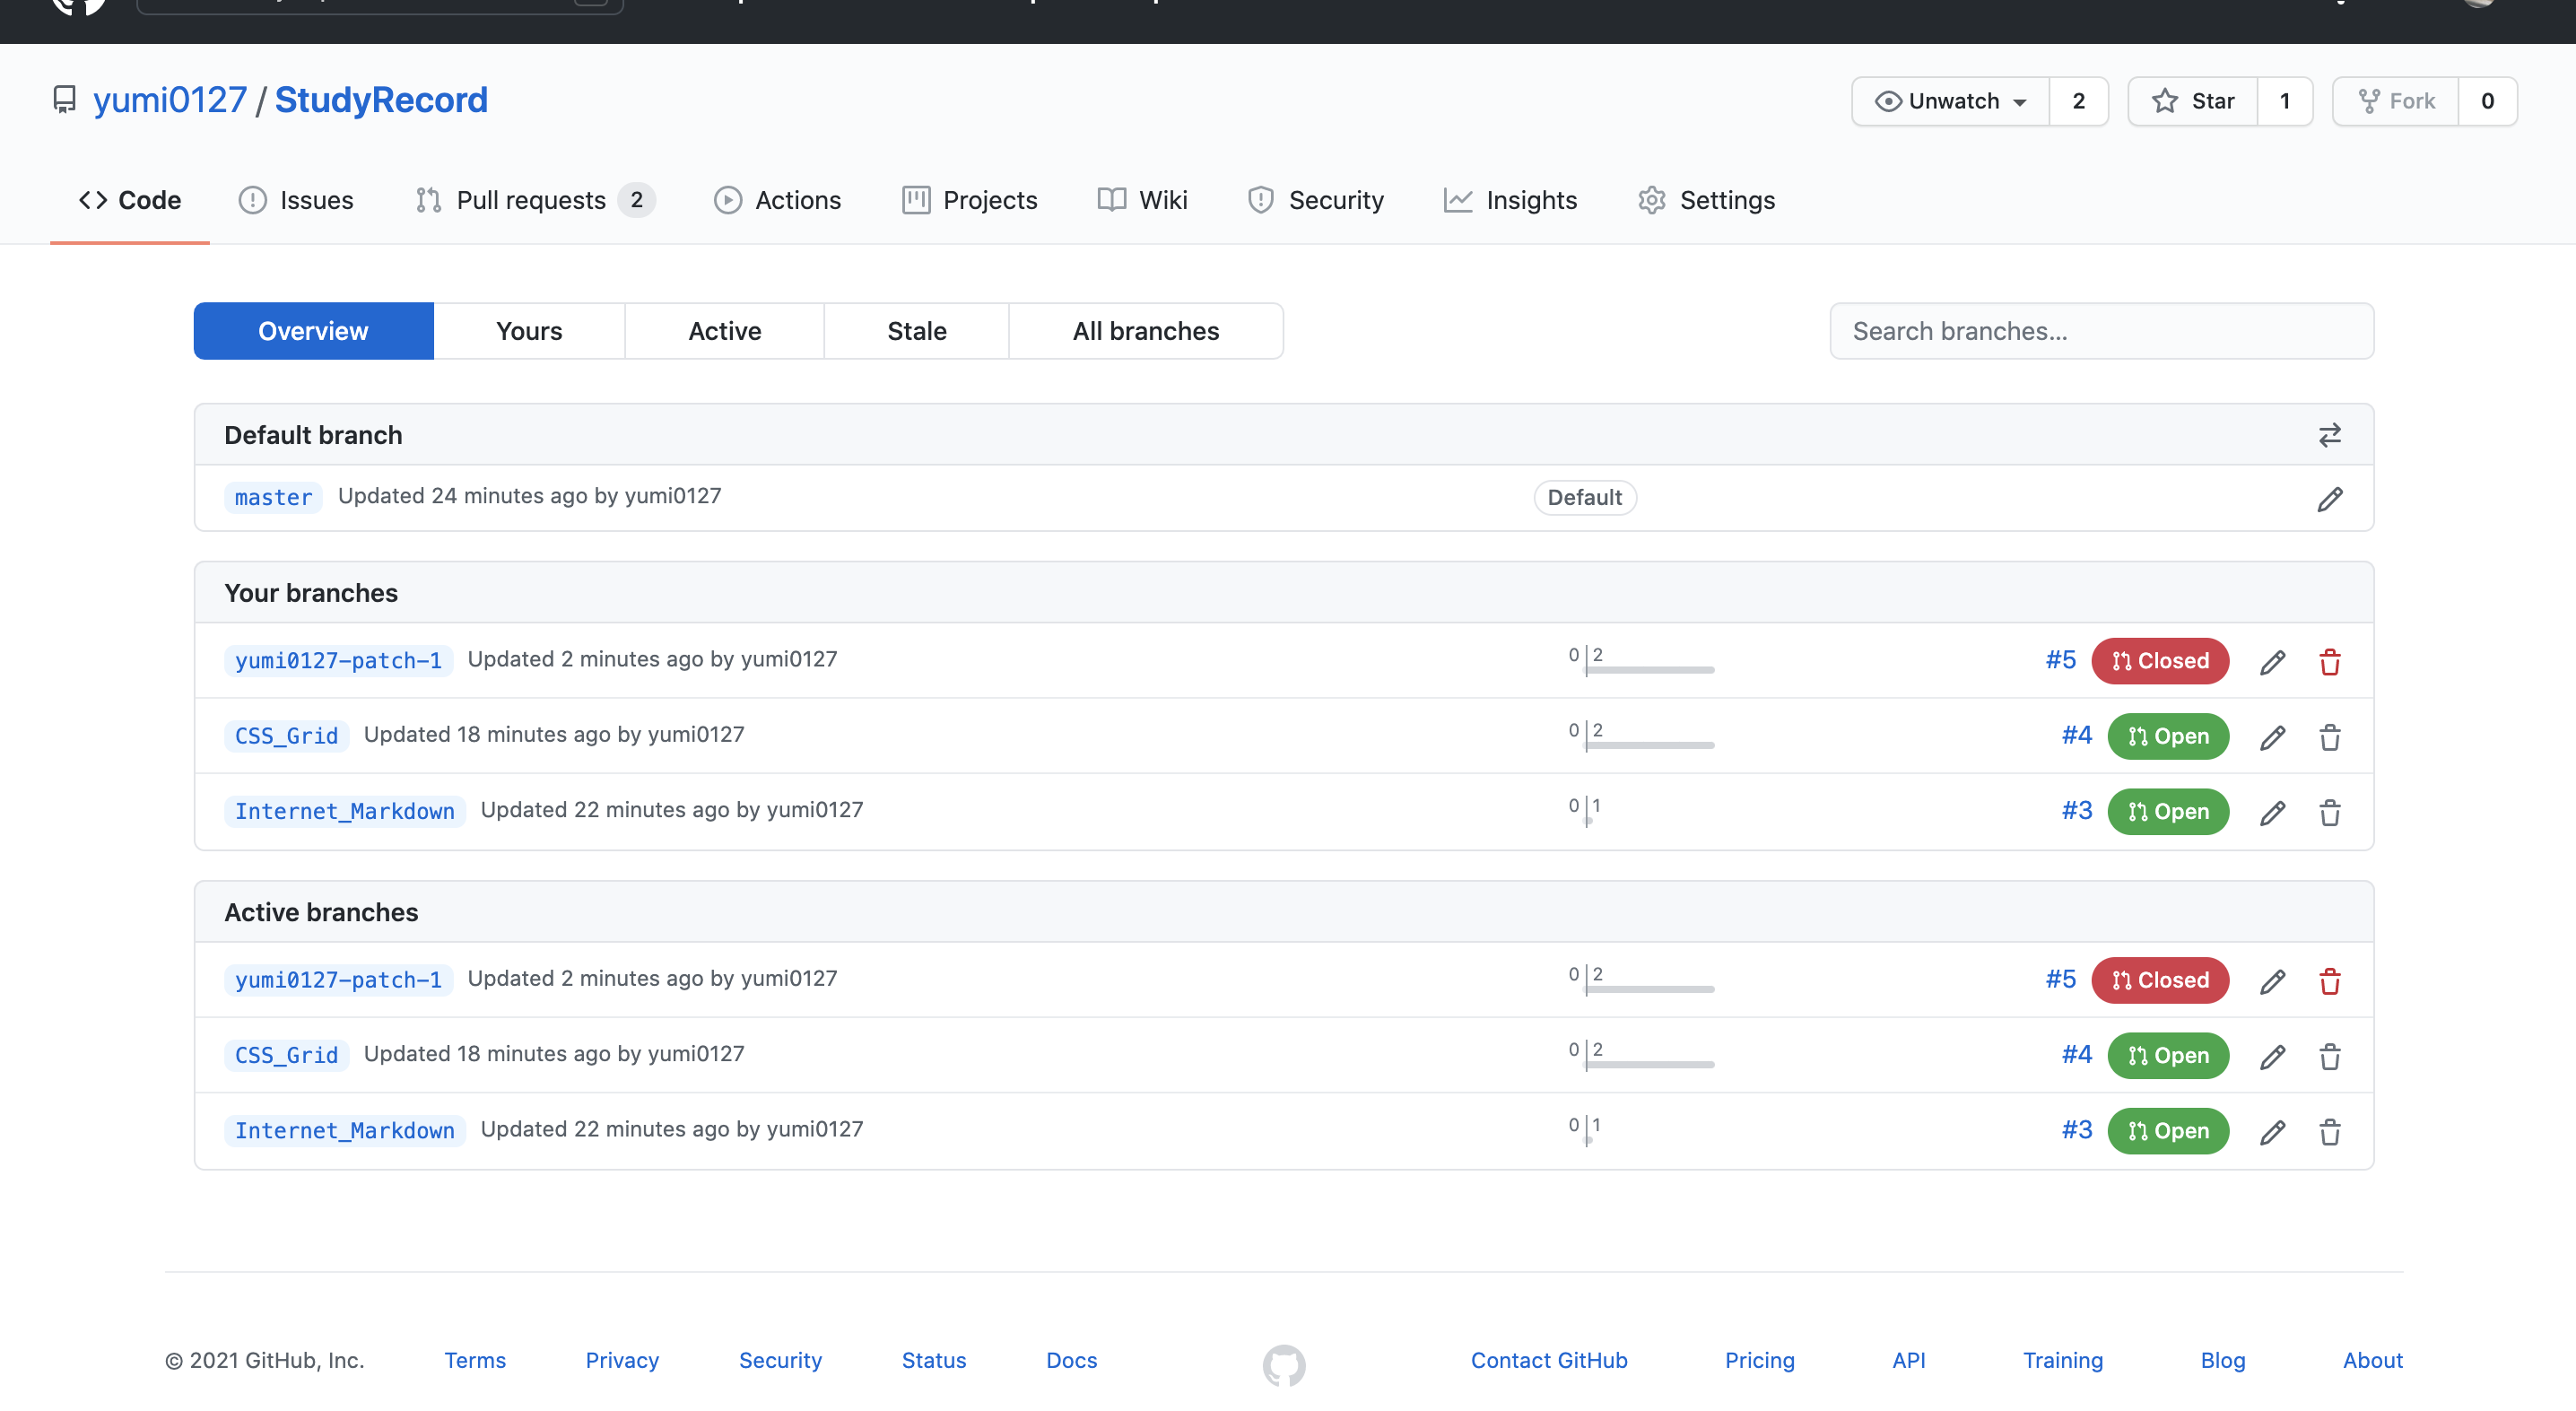 yumi0127 / StudyRecord
Unwatch 2 Star 1 Fork 0
Code Issues Pull requests 2 Actions Projects Wiki Security Insights Settings
Overview Yours Active Stale All branches Search branches...
Default branch
master Updated 24 minutes ago by yumi0127 Default
Your branches
yumi0127-patch-1 Updated 2 minutes ago by yumi0127 0 2 #5 Closed
CSS_Grid Updated 18 minutes ago by yumi0127 0 2 #4 Open
Internet_Markdown Updated 22 minutes ago by yumi0127 0 1 #3 Open
Active branches
yumi0127-patch-1 Updated 2 minutes ago by yumi0127 0 2 #5 Closed
CSS_Grid Updated 18 minutes ago by yumi0127 0 2 #4 Open
Internet_Markdown Updated 22 minutes ago by yumi0127 0 1 #3 Open
© 2021 GitHub, Inc. Terms Privacy Security Status Docs Contact GitHub Pricing API Training Blog About